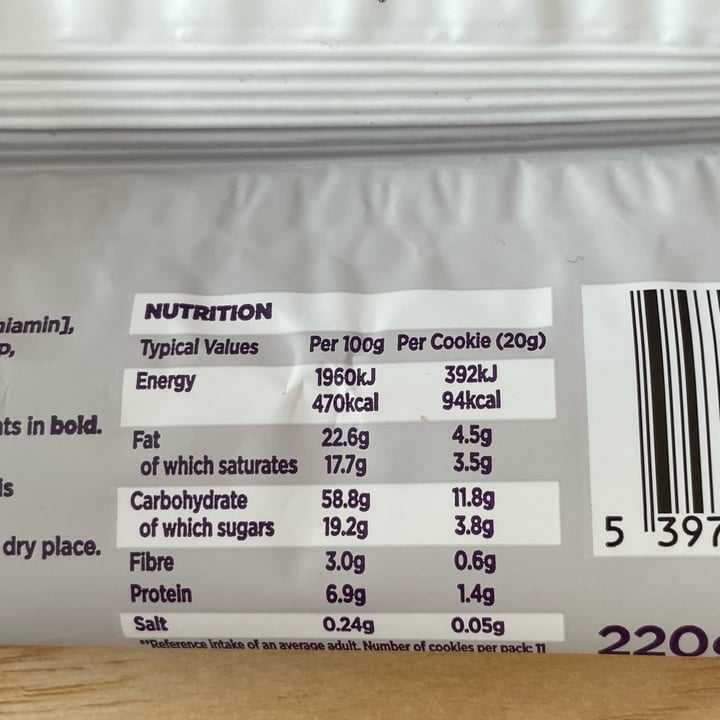 NUTRITION
Typical Values Per 100g Per Cookie (20g)
Energy 1960kJ 392kJ
470kcal 94kcal
Fat 22.6g 4.5g
of which saturates 17.7g 3.5g
Carbohydrate 58.8g 11.8g
of which sugars 19.2g 3.8g
Fibre 3.0g 0.6g
Protein 6.9g 1.4g
Salt 0.24g 0.05g
**Reference intake of an average adult. Number of cookies per pack: 11
in bold.
dry place.
5 397
220